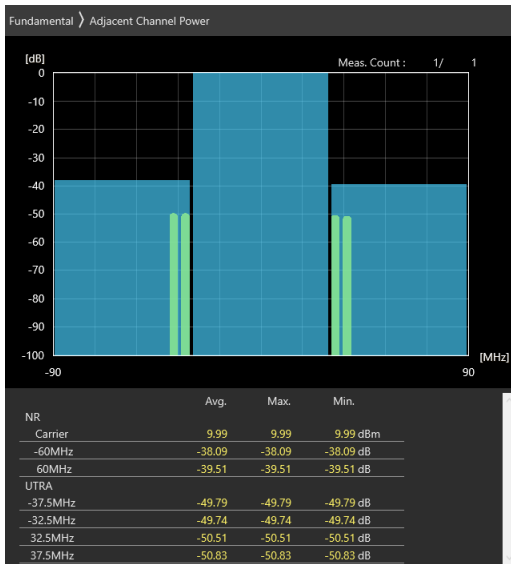 Fundamental 〉 Adjacent Channel Power
[dB] Meas. Count : 1/ 1
0
-10
-20
-30
-40
-50
-60
-70
-80
-90
-100
[MHz]
-90 90
Avg. Max. Min.
NR
Carrier 9.99 9.99 9.99 dBm
-60MHz -38.09 -38.09 -38.09 dB
60MHz -39.51 -39.51 -39.51 dB
UTRA
-37.5MHz -49.79 -49.79 -49.79 dB
-32.5MHz -49.74 -49.74 -49.74 dB
32.5MHz -50.51 -50.51 -50.51 dB
37.5MHz -50.83 -50.83 -50.83 dB